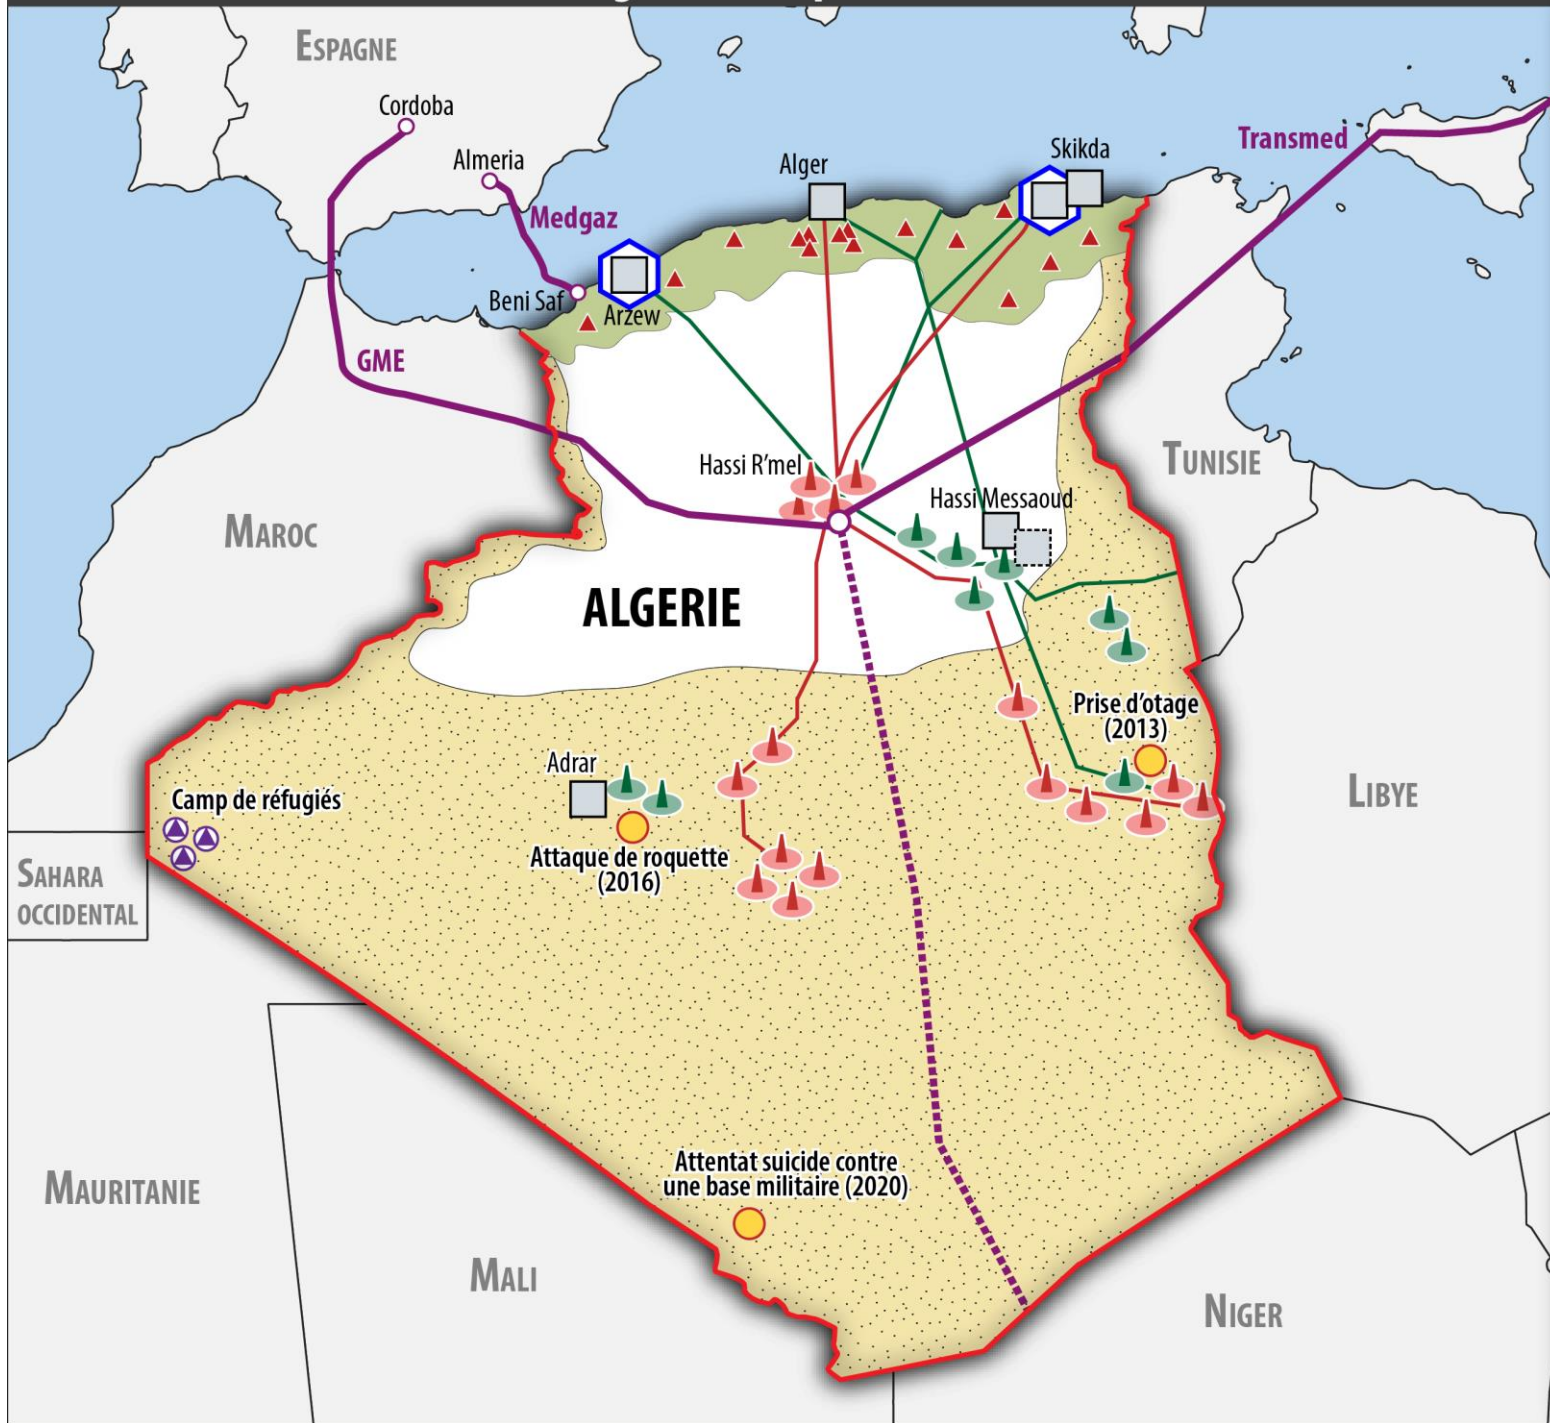 ESPAGNE
Cordoba
Almeria
Medgaz
Beni Saf
Arzew
Alger
Skikda
Transmed
GME
Hassi R'mel
Hassi Messaoud
TUNISIE
MAROC
ALGERIE
Prise d'otage
(2013)
Adrar
LIBYE
Camp de réfugiés
Attaque de roquette
(2016)
SAHARA
OCCIDENTAL
Attentat suicide contre
une base militaire (2020)
MAURITANIE
MALI
NIGER